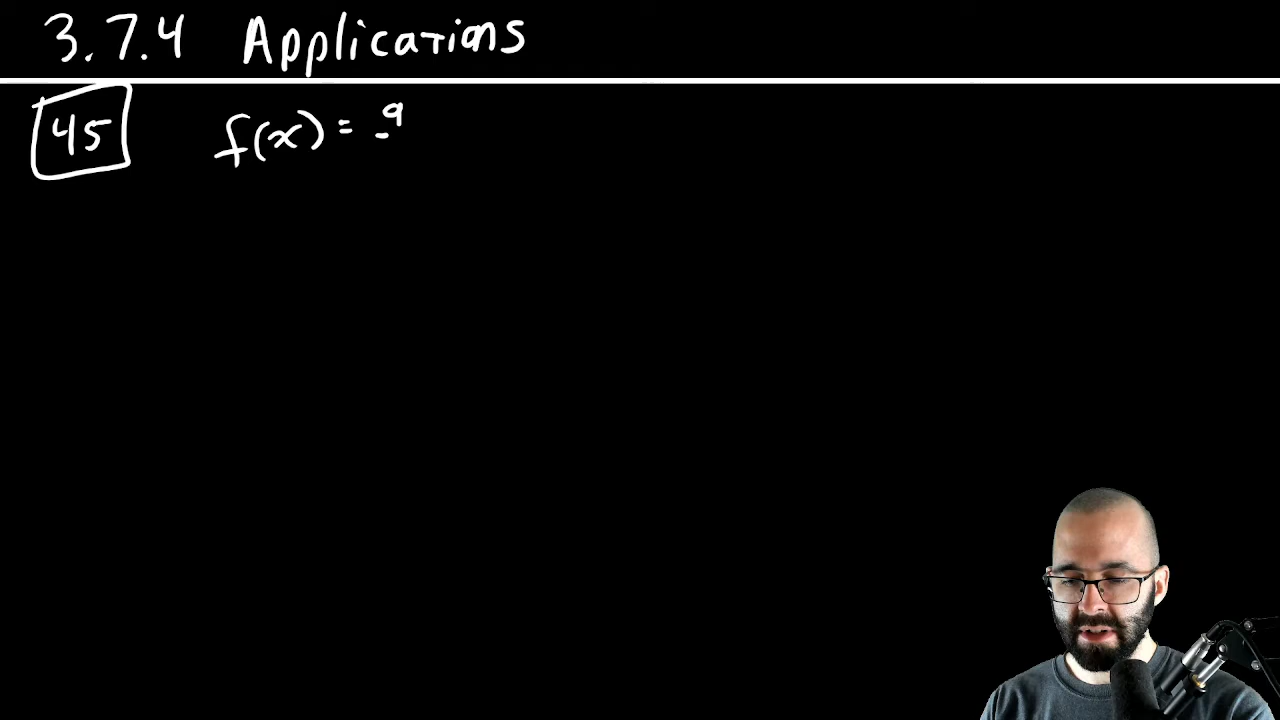 3.7.4 Applications
45 f(x) = 9